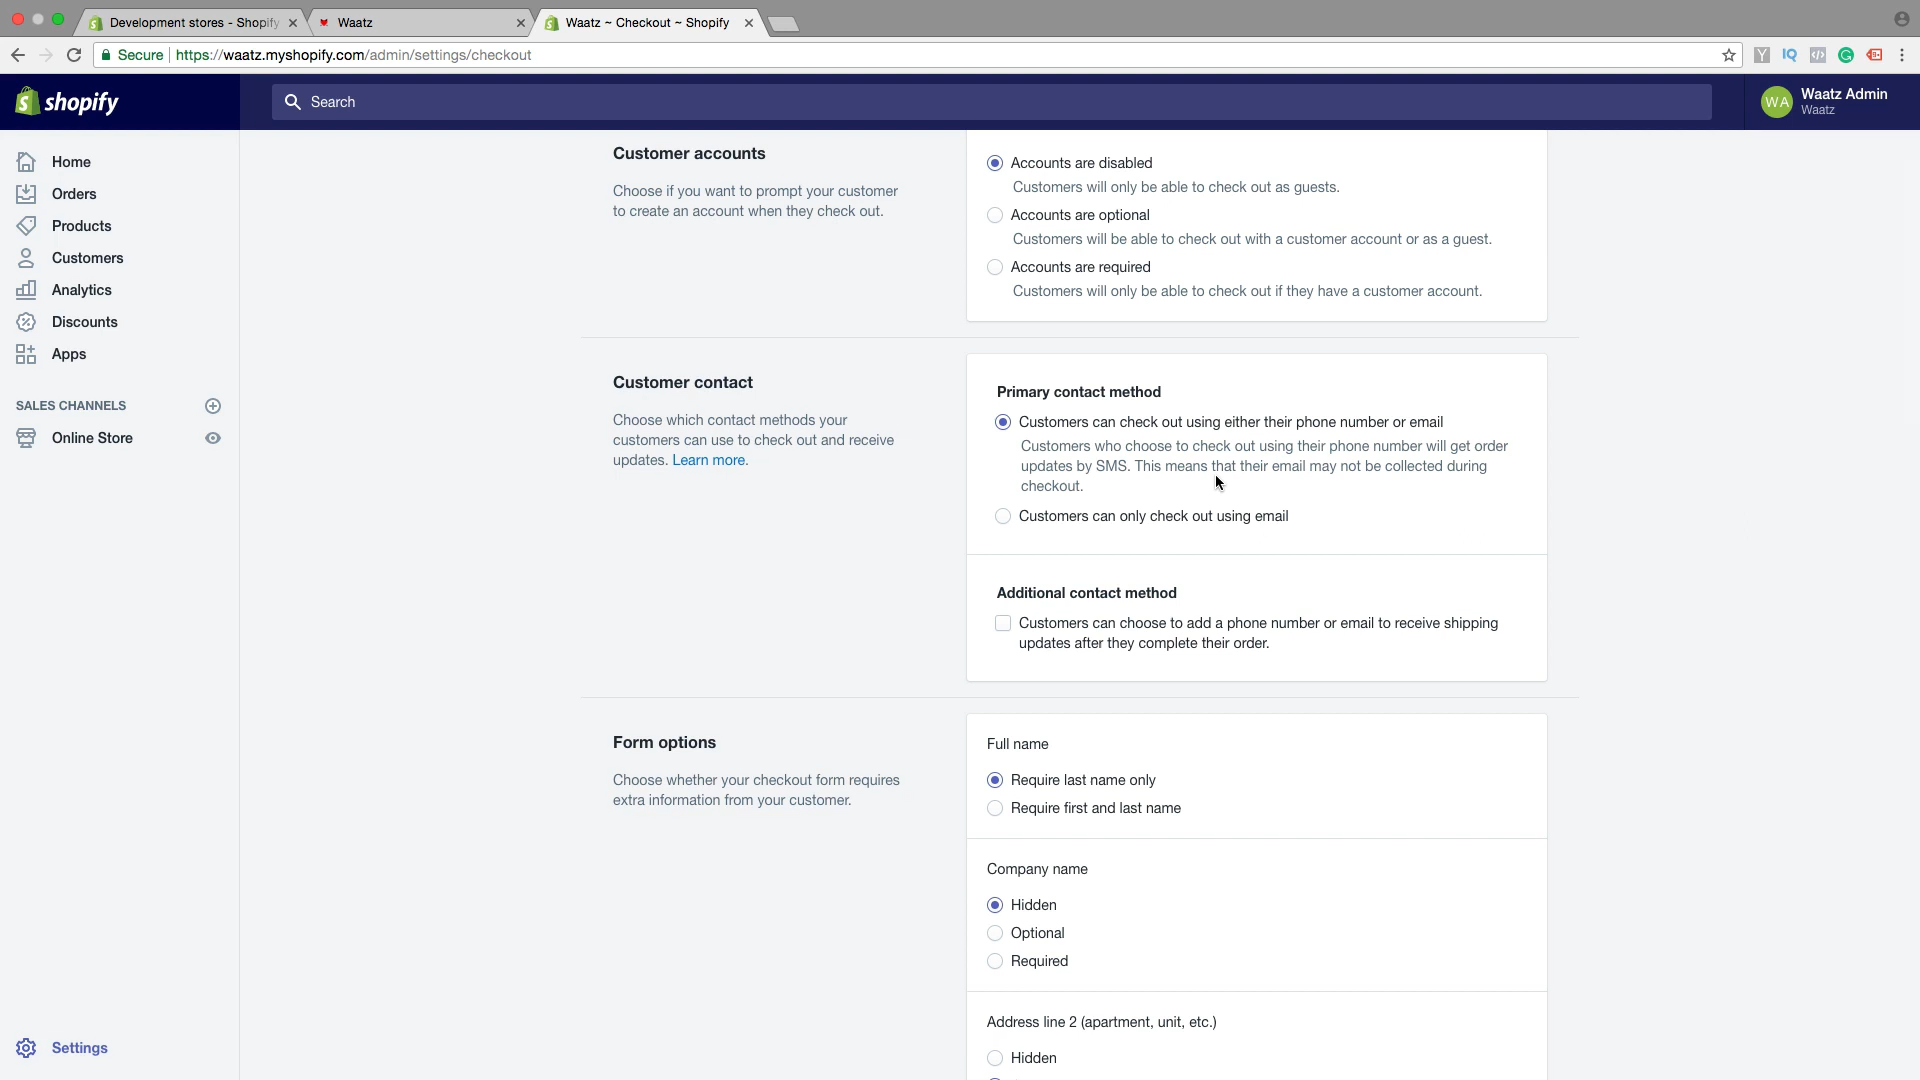 Development stores - Shopify
Waatz
Waatz ~ Checkout ~ Shopify
Secure
https://waatz.myshopify.com/admin/settings/checkout
shopify
Search
WA
Waatz Admin
Waatz
Home
Orders
Products
Customers
Analytics
Discounts
Apps
SALES CHANNELS
Online Store
Settings
Customer accounts
Choose if you want to prompt your customer
to create an account when they check out.
Accounts are disabled
Customers will only be able to check out as guests.
Accounts are optional
Customers will be able to check out with a customer account or as a guest.
Accounts are required
Customers will only be able to check out if they have a customer account.
Customer contact
Choose which contact methods your
customers can use to check out and receive
updates. Learn more.
Primary contact method
Customers can check out using either their phone number or email
Customers who choose to check out using their phone number will get order
updates by SMS. This means that their email may not be collected during
checkout.
Customers can only check out using email
Additional contact method
Customers can choose to add a phone number or email to receive shipping
updates after they complete their order.
Form options
Choose whether your checkout form requires
extra information from your customer.
Full name
Require last name only
Require first and last name
Company name
Hidden
Optional
Required
Address line 2 (apartment, unit, etc.)
Hidden